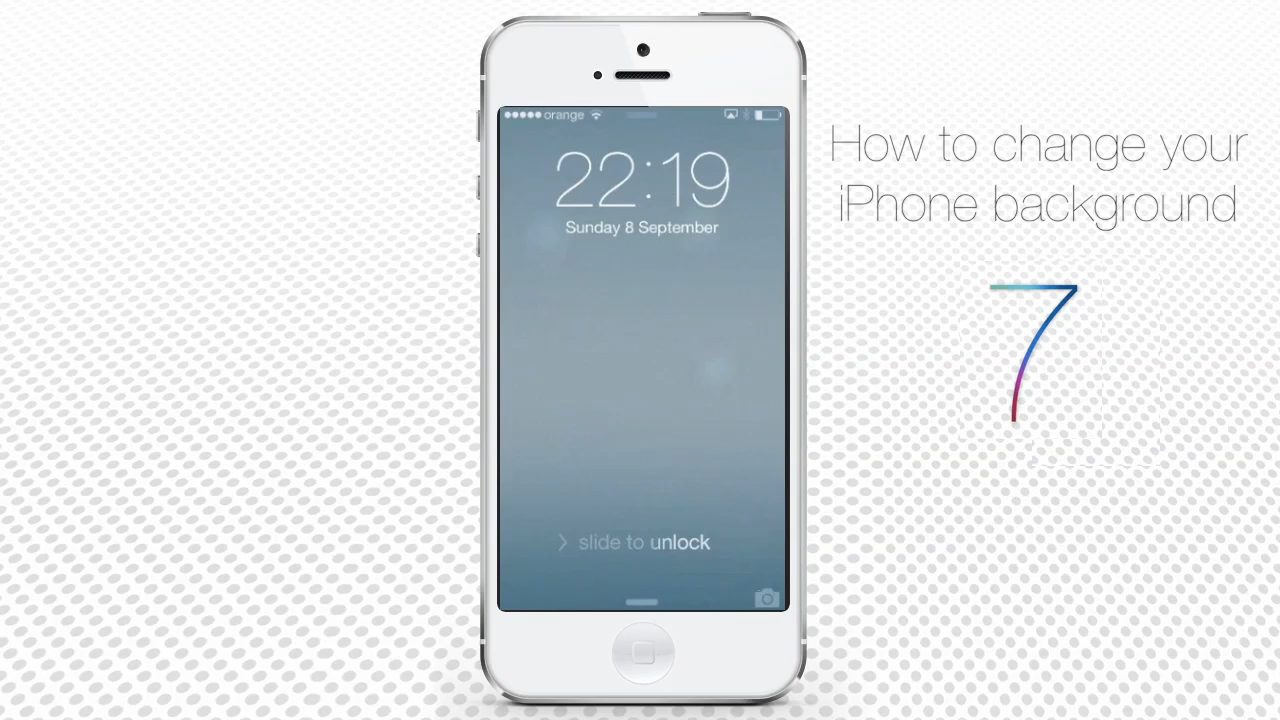 orange
22:19
Sunday 8 September
slide to unlock
How to change your
iPhone background
7